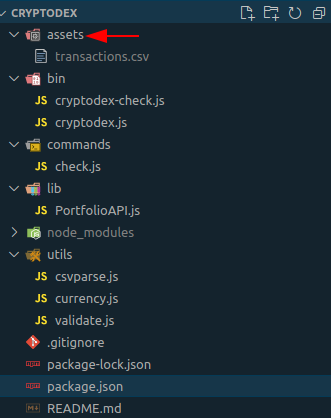 CRYPTODEX
assets
transactions.csv
bin
JS cryptodex-check.js
JS cryptodex.js
commands
JS check.js
lib
JS PortfolioAPI.js
node_modules
utils
JS csvparse.js
JS currency.js
JS validate.js
.gitignore
package-lock.json
package.json
README.md